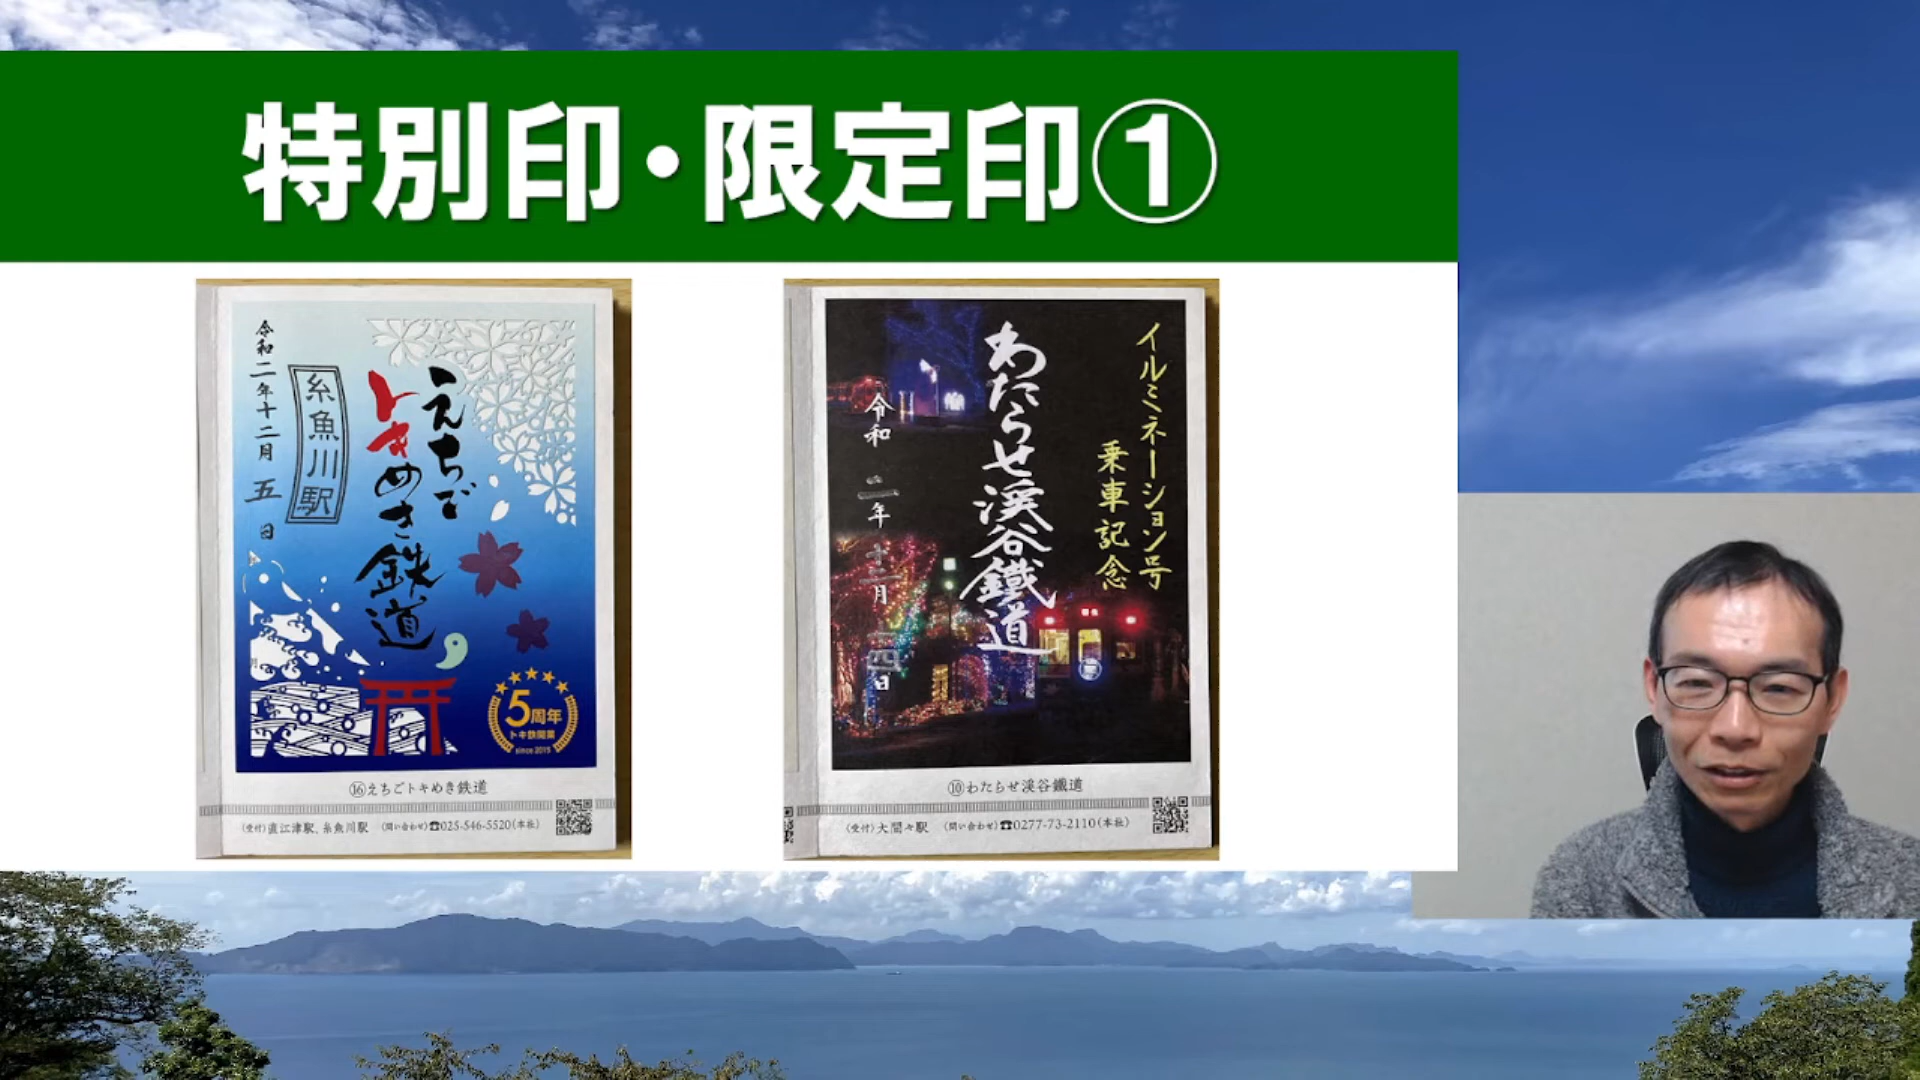 特別印・限定印①
えちご
トキめき鉄道
糸魚川駅
令和二年十二月五日
5周年
トキ鉄開業
since 2015
⑯えちごトキめき鉄道
(受付)直江津駅、糸魚川駅 (問い合わせ)☎025-546-5520(本社)
イルミネーション号
乗車記念
わたらせ渓谷鐵道
令和二年十二月二四日
⑩わたらせ渓谷鐵道
(受付)大間々駅 (問い合わせ)☎0277-73-2110(本社)